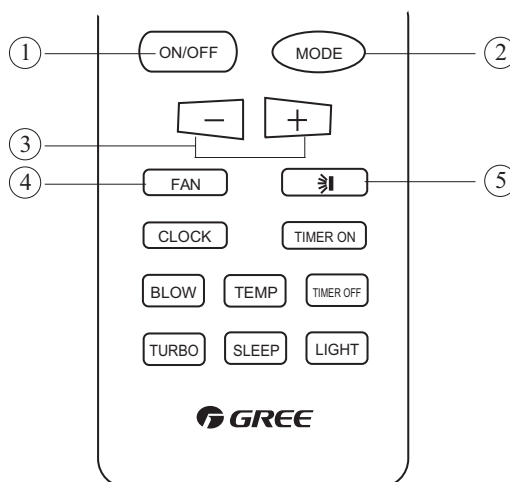 1 ON/OFF MODE 2
− +
3
4 FAN 5
CLOCK TIMER ON
BLOW TEMP TIMER OFF
TURBO SLEEP LIGHT
GREE